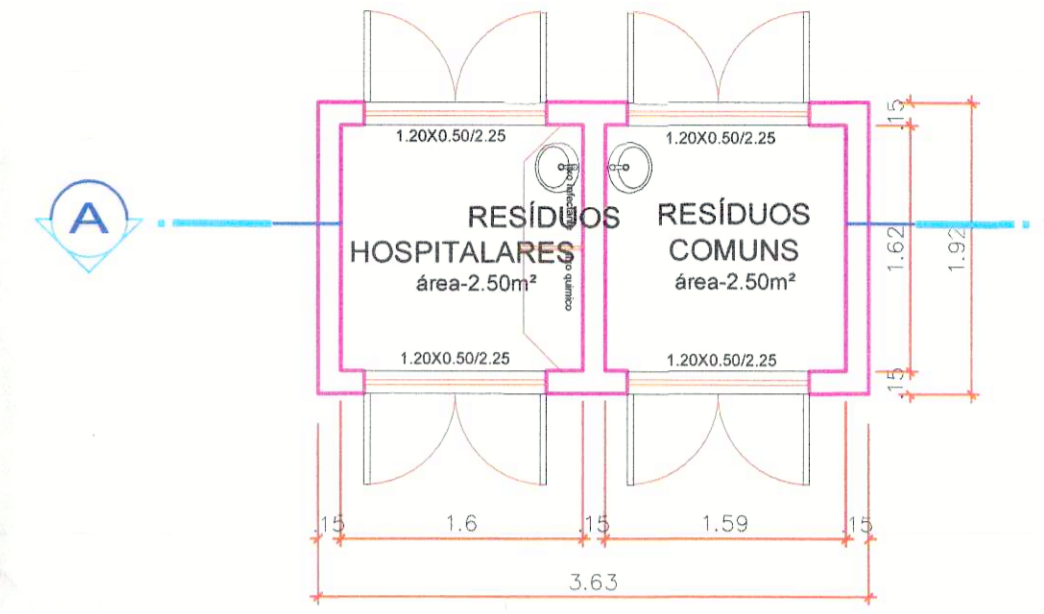 1.20X0.50/2.25
1.20X0.50/2.25
A
RESÍDUOS
HOSPITALARES
área-2.50m²
químico
RESÍDUOS
COMUNS
área-2.50m²
1.20X0.50/2.25
1.20X0.50/2.25
.15
1.62
1.92
.15
.15
1.6
.15
1.59
.15
3.63